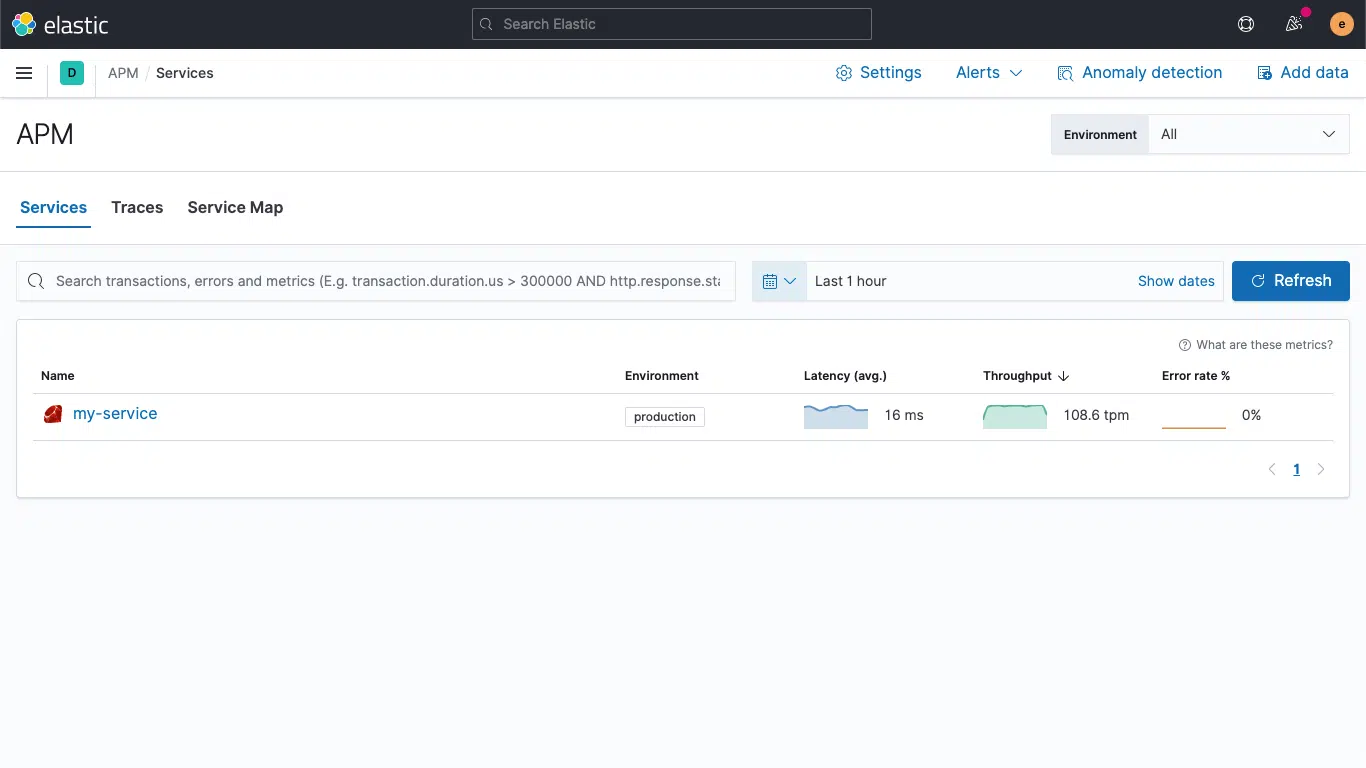 elastic
Search Elastic
e
D
APM / Services
Settings
Alerts
Anomaly detection
Add data
APM
Environment
All
Services
Traces
Service Map
Search transactions, errors and metrics (E.g. transaction.duration.us > 300000 AND http.response.sta
Last 1 hour
Show dates
Refresh
What are these metrics?
Name Environment Latency (avg.) Throughput Error rate %
my-service production 16 ms 108.6 tpm 0%
1